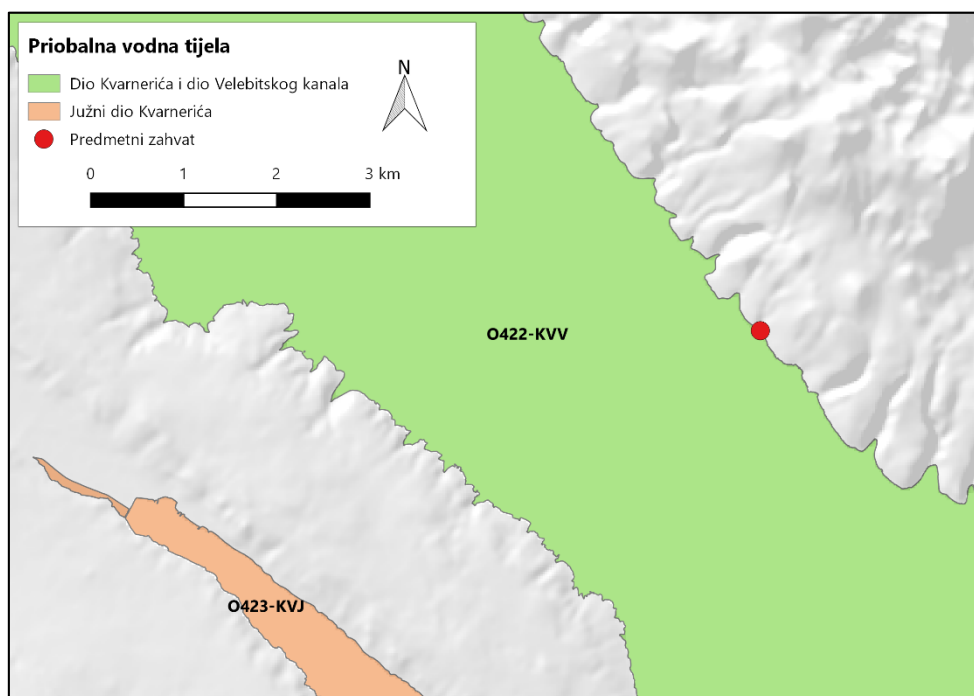 Priobalna vodna tijela
Dio Kvarnerića i dio Velebitskog kanala
Južni dio Kvarnerića
Predmetni zahvat
N
0 1 2 3 km
O422-KVV
O423-KVJ